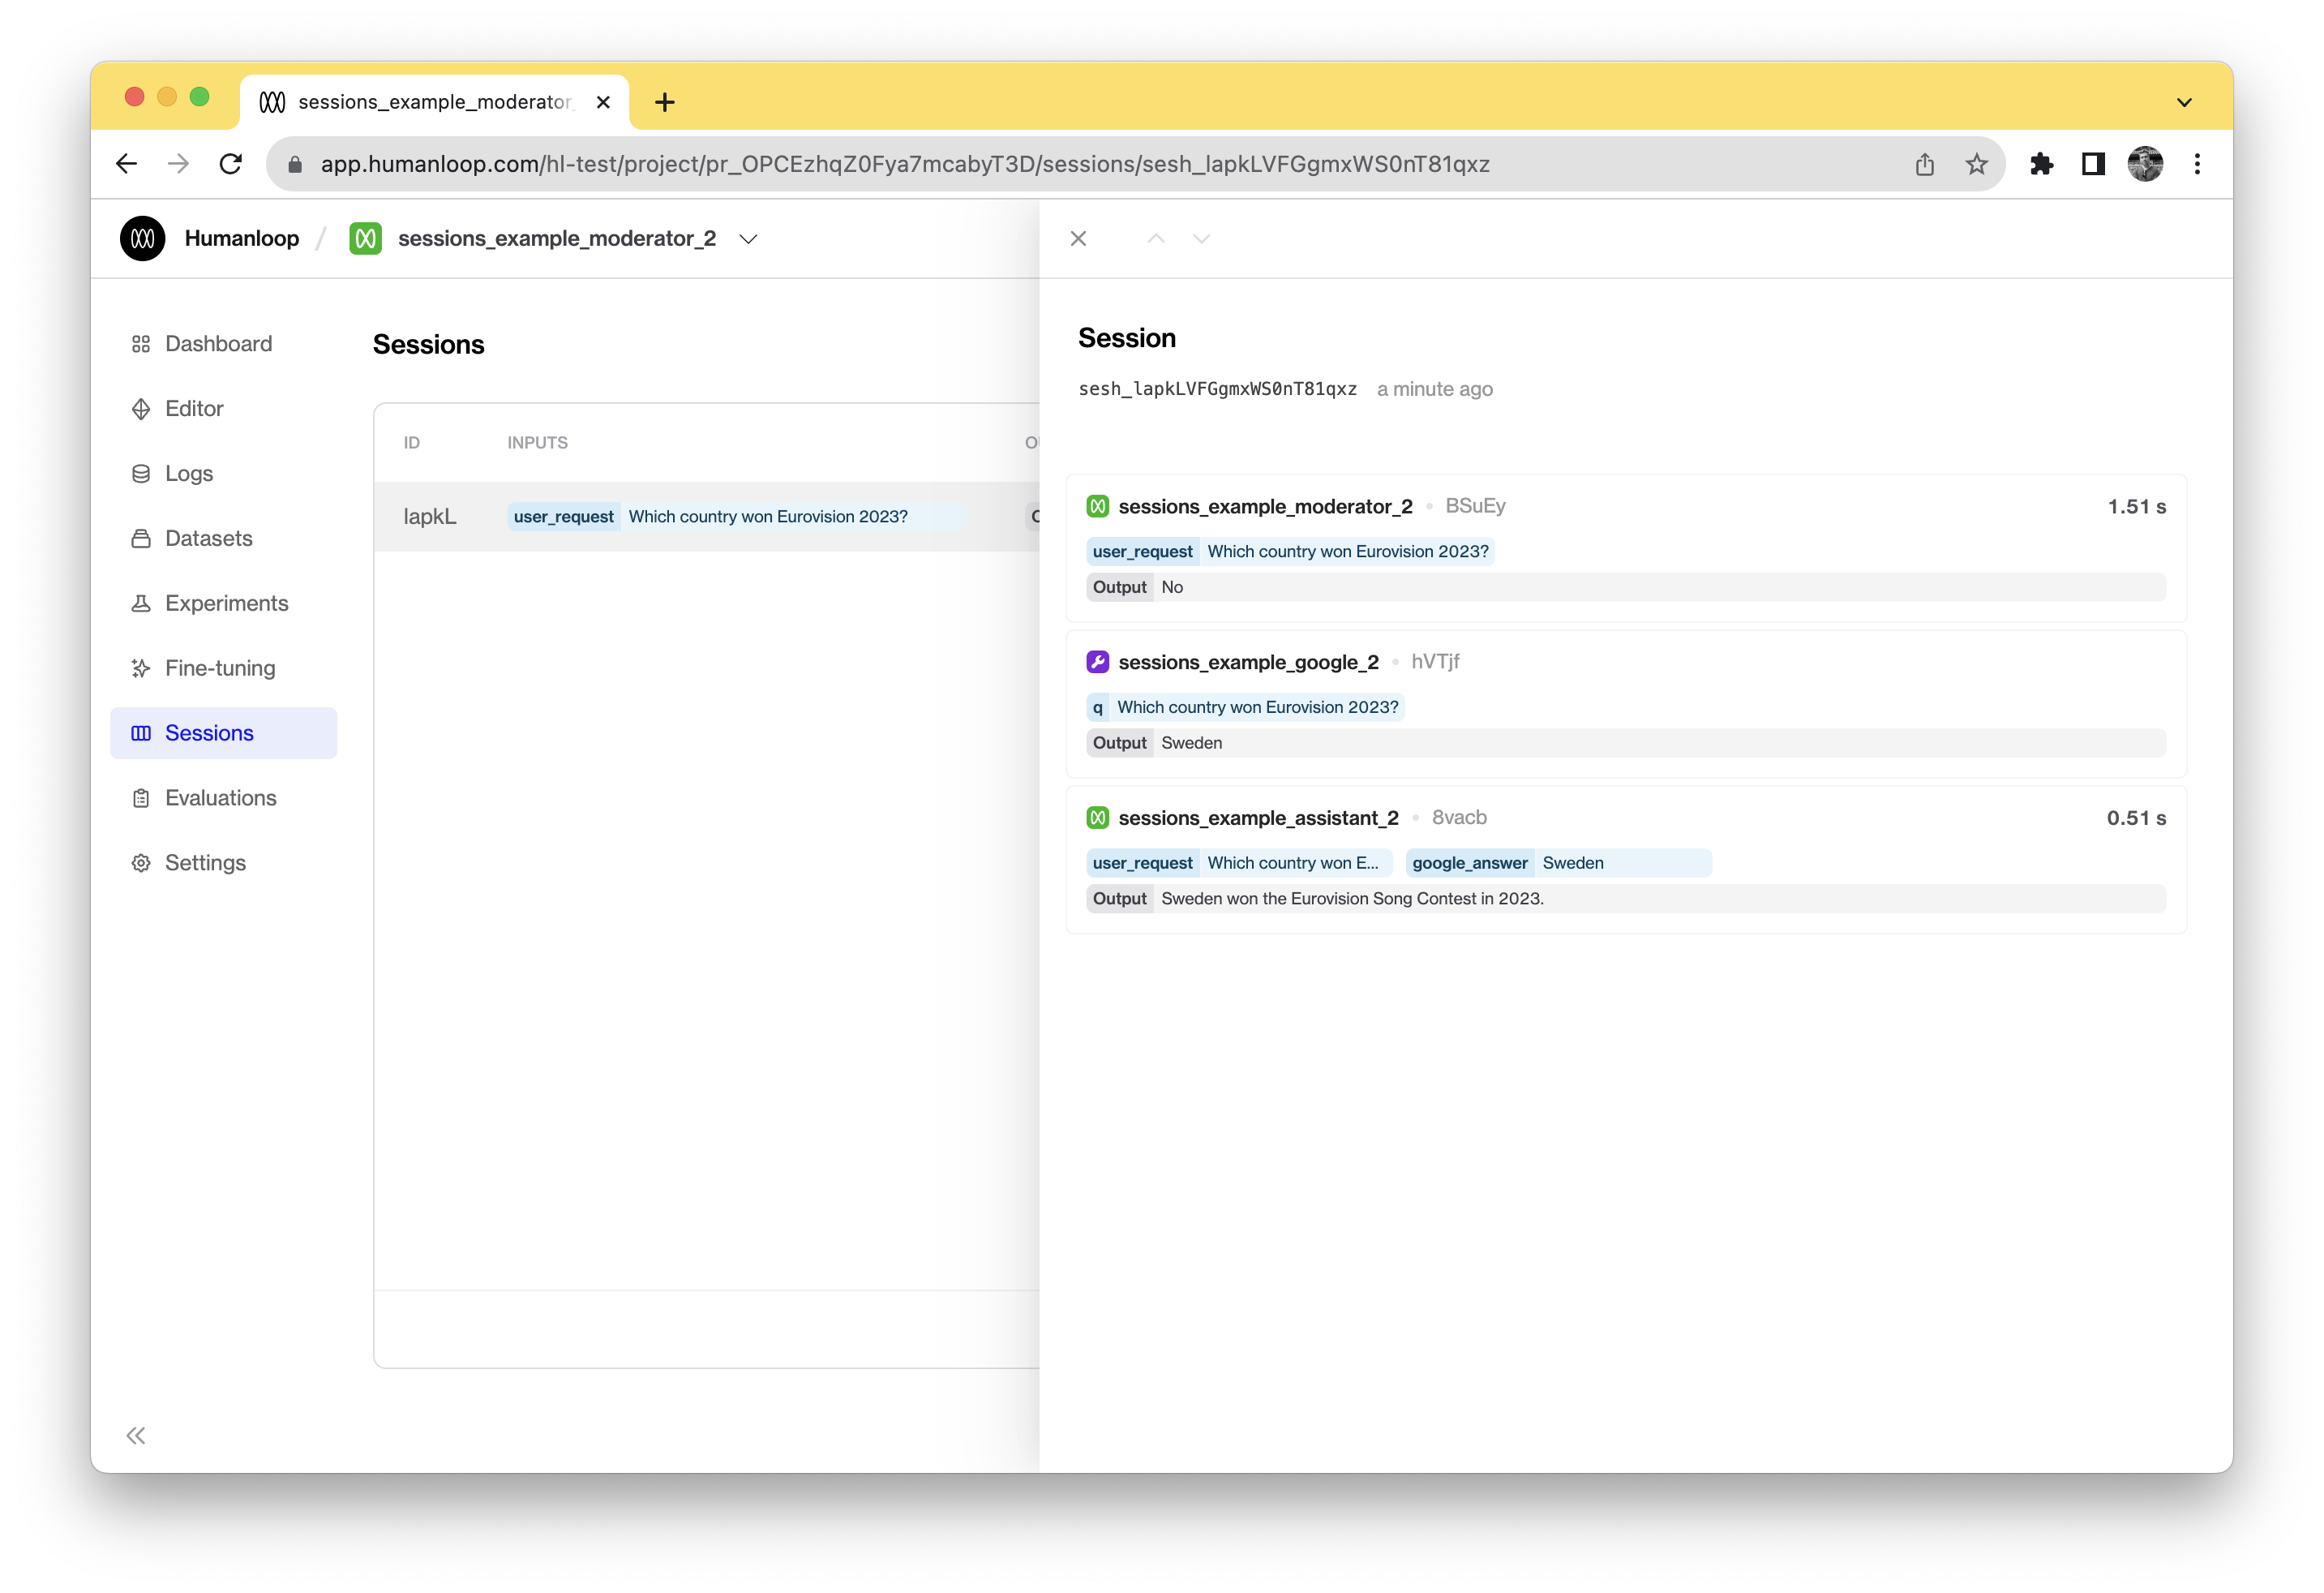 sessions_example_moderator_
app.humanloop.com/hl-test/project/pr_OPCEzhqZ0Fya7mcabyT3D/sessions/sesh_lapkLVFGgmxWS0nT81qxz
Humanloop / sessions_example_moderator_2
Dashboard
Editor
Logs
Datasets
Experiments
Fine-tuning
Sessions
Evaluations
Settings
Sessions
ID INPUTS
lapkL user_request Which country won Eurovision 2023?
Session
sesh_lapkLVFGgmxWS0nT81qxz a minute ago
sessions_example_moderator_2 • BSuEy 1.51 s
user_request Which country won Eurovision 2023?
Output No
sessions_example_google_2 • hVTjf
q Which country won Eurovision 2023?
Output Sweden
sessions_example_assistant_2 • 8vacb 0.51 s
user_request Which country won E... google_answer Sweden
Output Sweden won the Eurovision Song Contest in 2023.